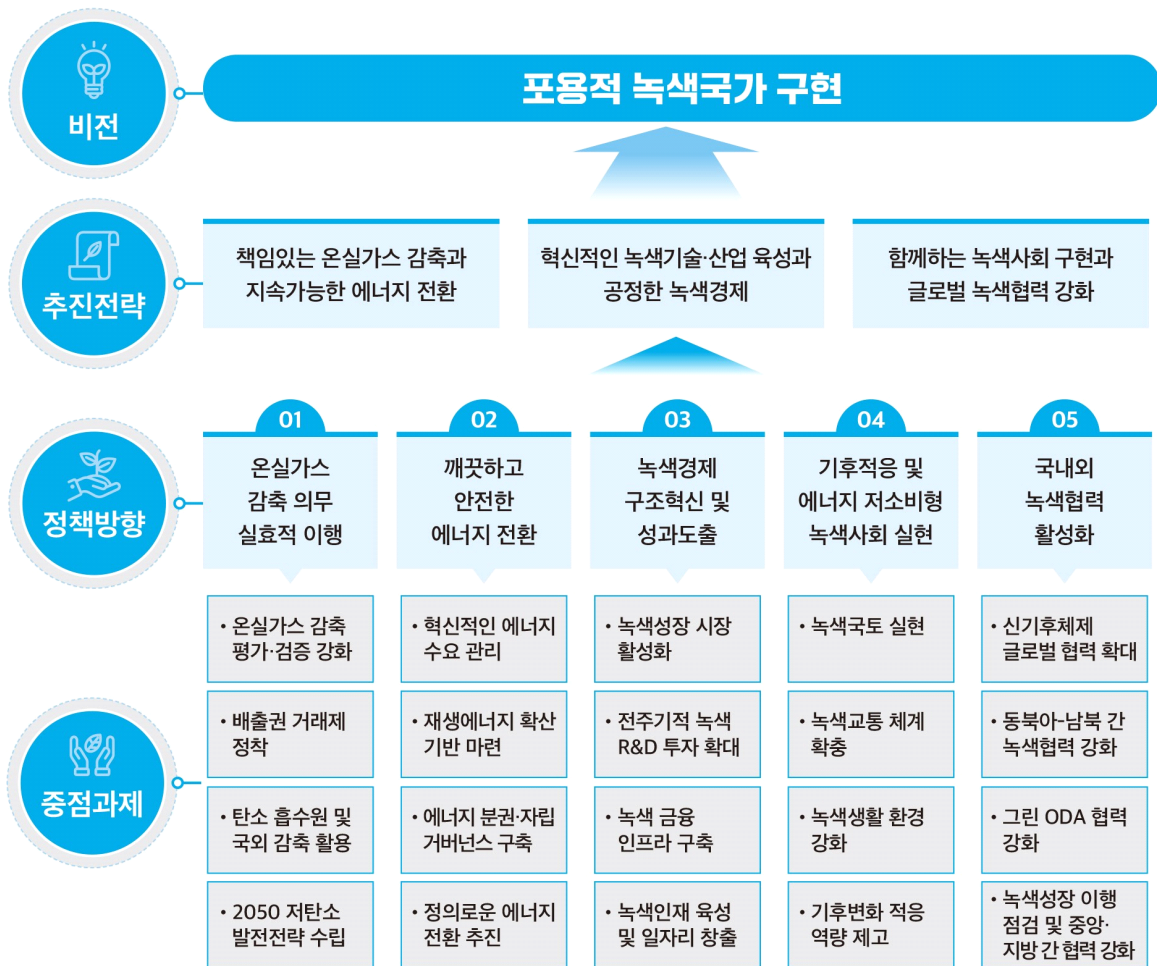 비전
포용적 녹색국가 구현
추진전략
책임있는 온실가스 감축과
지속가능한 에너지 전환
혁신적인 녹색기술·산업 육성과
공정한 녹색경제
함께하는 녹색사회 구현과
글로벌 녹색협력 강화
정책방향
01
온실가스
감축 의무
실효적 이행
02
깨끗하고
안전한
에너지 전환
03
녹색경제
구조혁신 및
성과도출
04
기후적응 및
에너지 저소비형
녹색사회 실현
05
국내외
녹색협력
활성화
중점과제
· 온실가스 감축
평가·검증 강화
· 배출권 거래제
정착
· 탄소 흡수원 및
국외 감축 활용
· 2050 저탄소
발전전략 수립
· 혁신적인 에너지
수요 관리
· 재생에너지 확산
기반 마련
· 에너지 분권·자립
거버넌스 구축
· 정의로운 에너지
전환 추진
· 녹색성장 시장
활성화
· 전주기적 녹색
R&D 투자 확대
· 녹색 금융
인프라 구축
· 녹색인재 육성
및 일자리 창출
· 녹색국토 실현
· 녹색교통 체계
확충
· 녹색생활 환경
강화
· 기후변화 적응
역량 제고
· 신기후체제
글로벌 협력 확대
· 동북아-남북 간
녹색협력 강화
· 그린 ODA 협력
강화
· 녹색성장 이행
점검 및 중앙·
지방 간 협력 강화